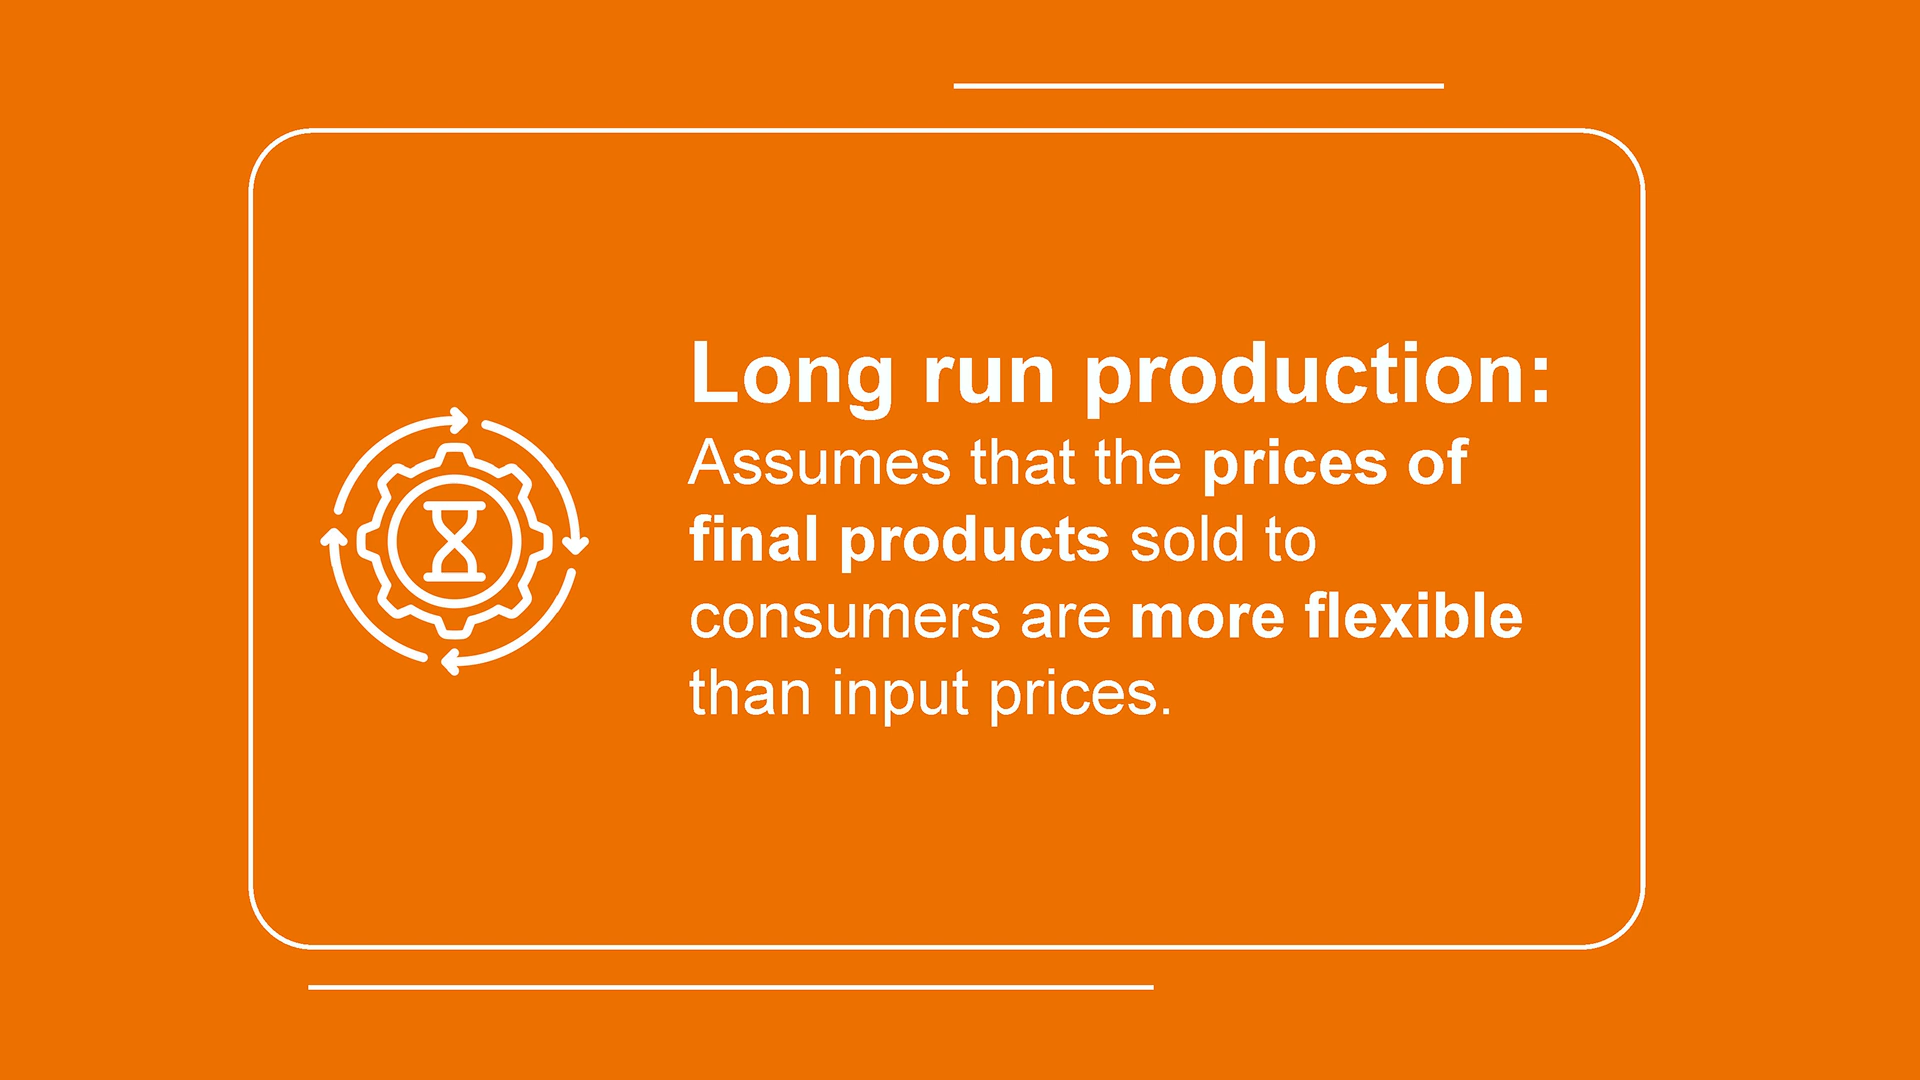 Long run production:
Assumes that the prices of
final products sold to
consumers are more flexible
than input prices.